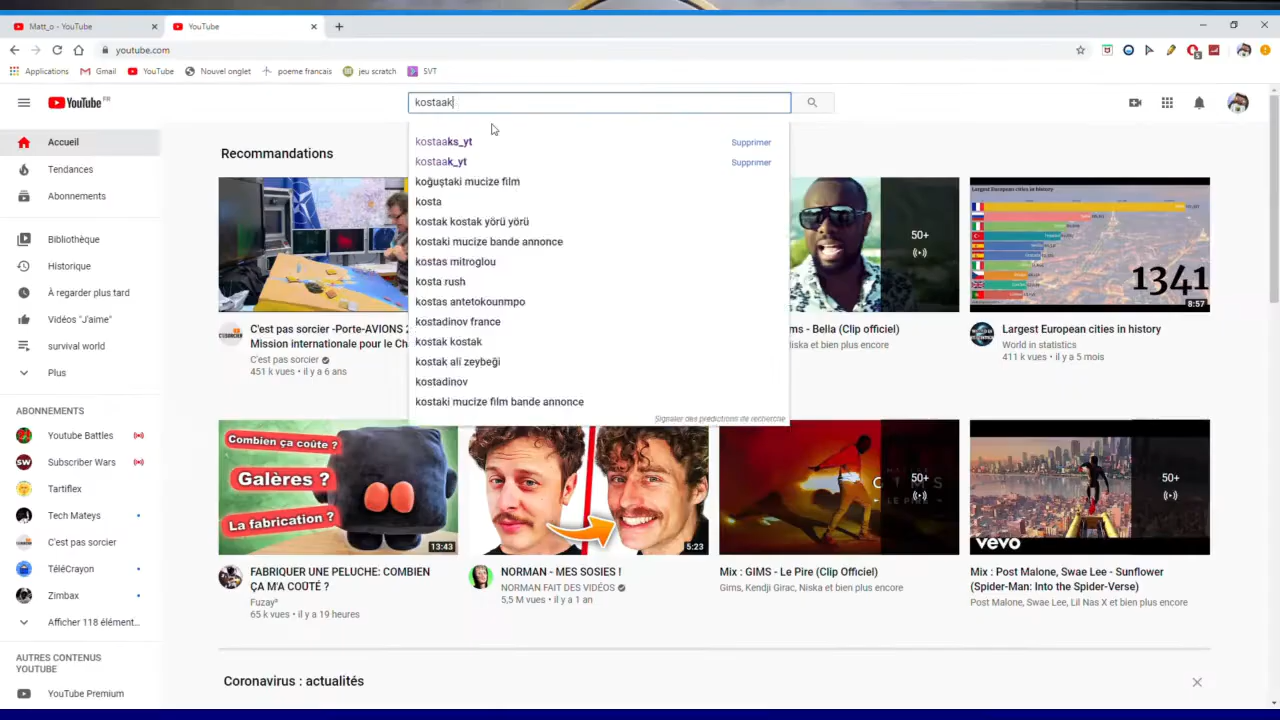 Matt_o - YouTube
YouTube
youtube.com
Applications
Gmail
YouTube
Nouvel onglet
poeme francais
jeu scratch
SVT
YouTube FR
kostaak
kostaaks_yt Supprimer
kostaak_yt Supprimer
koğuştaki mucize film
kosta
kostak kostak yörü yörü
kostaki mucize bande annonce
kostas mitroglou
kosta rush
kostas antetokounmpo
kostadinov france
kostak kostak
kostak ali zeybeği
kostadinov
kostaki mucize film bande annonce
Signaler des prédictions de recherche
Accueil
Tendances
Abonnements
Bibliothèque
Historique
À regarder plus tard
Vidéos "J'aime"
survival world
Plus
ABONNEMENTS
Youtube Battles
Subscriber Wars
Tartiflex
Tech Mateys
C'est pas sorcier
TéléCrayon
Zimbax
Afficher 118 élément...
AUTRES CONTENUS
YOUTUBE
YouTube Premium
Recommandations
C'est pas sorcier -Porte-AVIONS
Mission internationale pour le Ch
C'est pas sorcier
451 k vues • il y a 6 ans
50+
ms - Bella (Clip officiel)
Niska et bien plus encore
Largest European cities in history
1341
8:57
Largest European cities in history
World in statistics
411 k vues • il y a 5 mois
Combien ça coûte ?
Galères ?
La fabrication ?
13:43
FABRIQUER UNE PELUCHE: COMBIEN
ÇA M'A COÛTÉ ?
Fuzay³
65 k vues • il y a 19 heures
5:23
NORMAN - MES SOSIES !
NORMAN FAIT DES VIDÉOS
5,5 M vues • il y a 1 an
50+
Mix : GIMS - Le Pire (Clip Officiel)
Gims, Kendji Girac, Niska et bien plus encore
50+
vevo
Mix : Post Malone, Swae Lee - Sunflower
(Spider-Man: Into the Spider-Verse)
Post Malone, Swae Lee, Lil Nas X et bien plus encore
Coronavirus : actualités